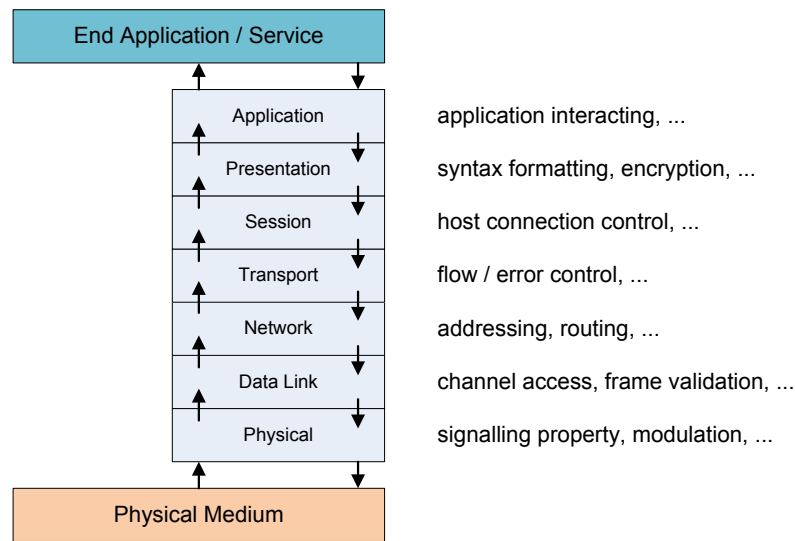 End Application / Service
Application application interacting, ...
Presentation syntax formatting, encryption, ...
Session host connection control, ...
Transport flow / error control, ...
Network addressing, routing, ...
Data Link channel access, frame validation, ...
Physical signalling property, modulation, ...
Physical Medium